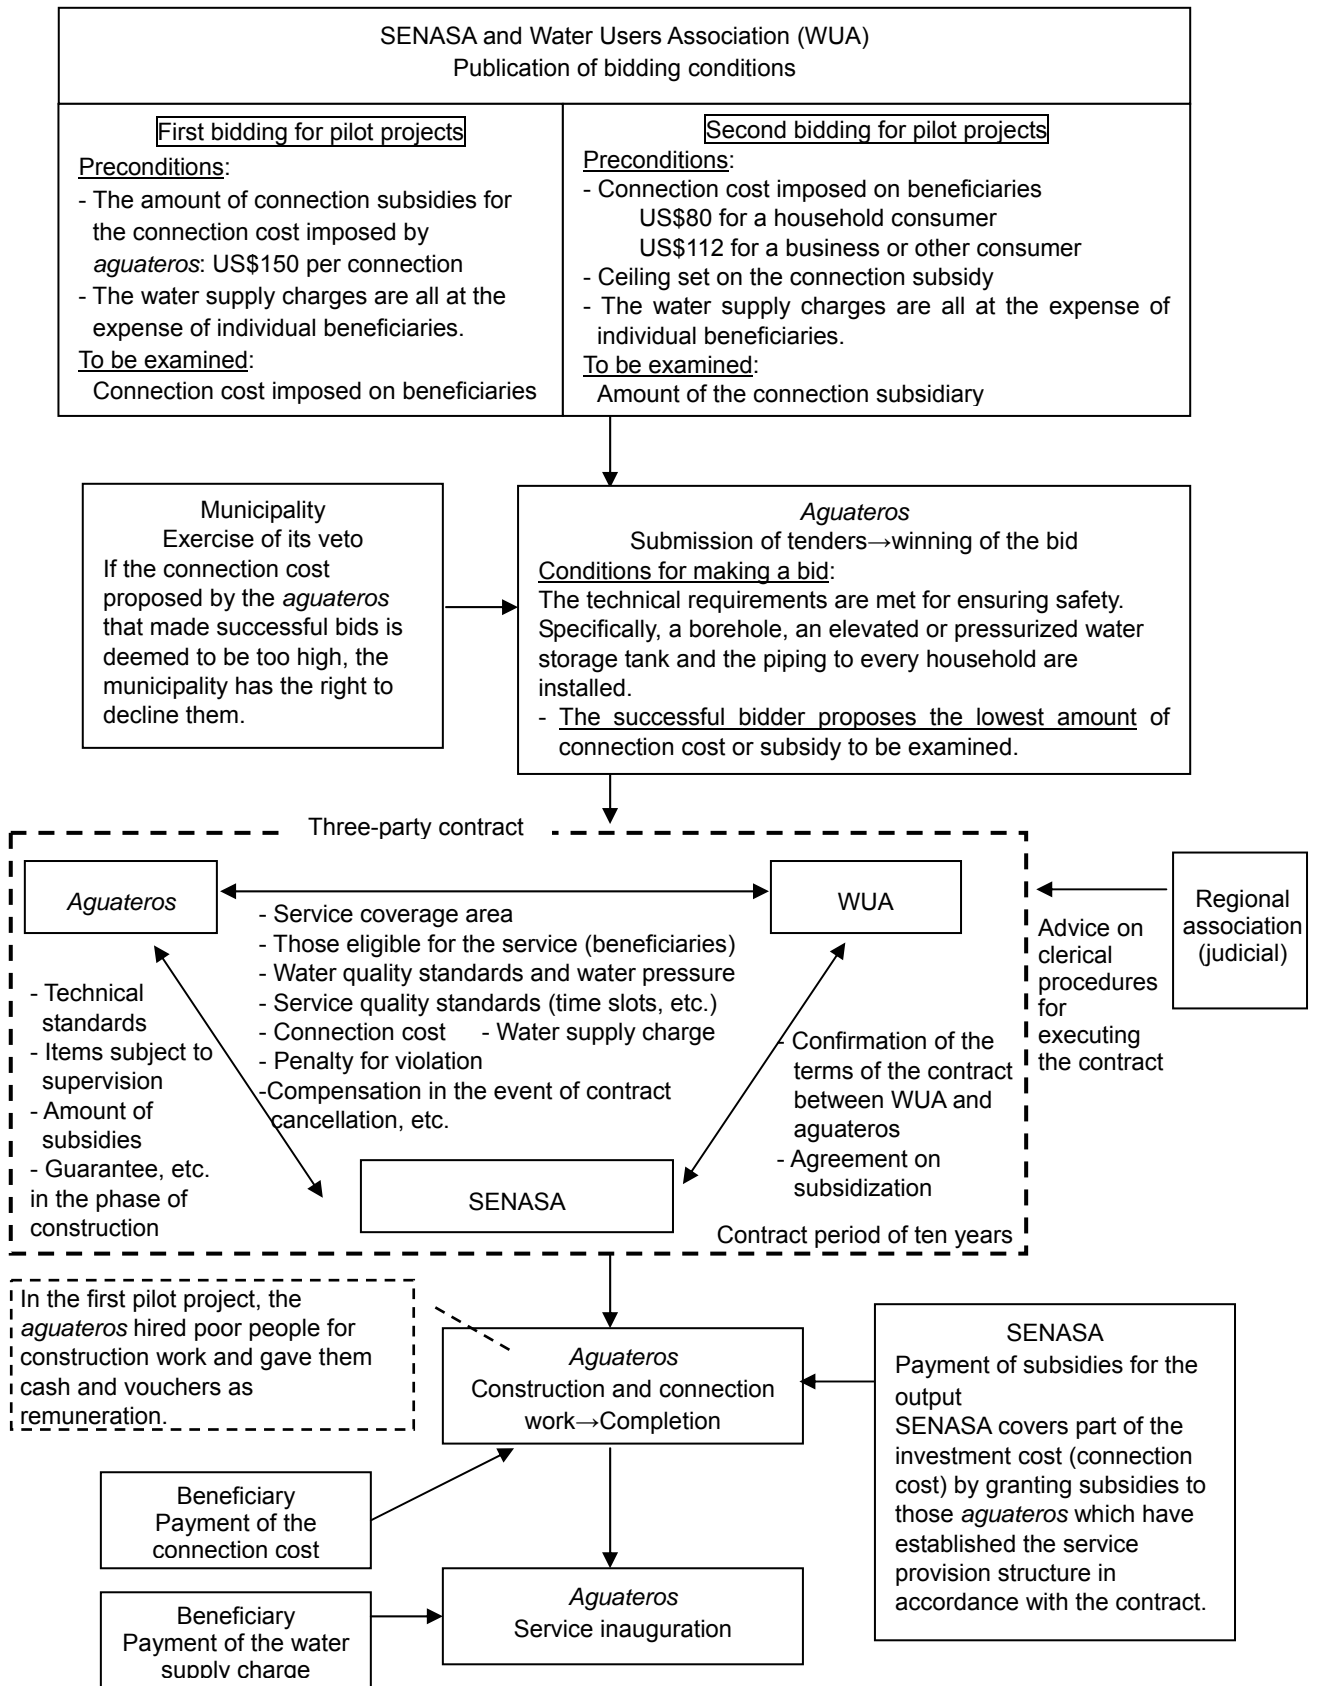 SENASA and Water Users Association (WUA)
Publication of bidding conditions
First bidding for pilot projects
Preconditions:
- The amount of connection subsidies for
the connection cost imposed by
aguateros: US$150 per connection
- The water supply charges are all at the
expense of individual beneficiaries.
To be examined:
Connection cost imposed on beneficiaries
Second bidding for pilot projects
Preconditions:
- Connection cost imposed on beneficiaries
US$80 for a household consumer
US$112 for a business or other consumer
- Ceiling set on the connection subsidy
- The water supply charges are all at the expense of
individual beneficiaries.
To be examined:
Amount of the connection subsidiary
Municipality
Exercise of its veto
If the connection cost
proposed by the aguateros
that made successful bids is
deemed to be too high, the
municipality has the right to
decline them.
Aguateros
Submission of tenders→winning of the bid
Conditions for making a bid:
The technical requirements are met for ensuring safety.
Specifically, a borehole, an elevated or pressurized water
storage tank and the piping to every household are
installed.
- The successful bidder proposes the lowest amount of
connection cost or subsidy to be examined.
Three-party contract
Aguateros
WUA
- Service coverage area
- Those eligible for the service (beneficiaries)
- Water quality standards and water pressure
- Service quality standards (time slots, etc.)
- Connection cost - Water supply charge
- Penalty for violation
-Compensation in the event of contract
cancellation, etc.
- Technical
standards
- Items subject to
supervision
- Amount of
subsidies
- Guarantee, etc.
in the phase of
construction
- Confirmation of the
terms of the contract
between WUA and
aguateros
- Agreement on
subsidization
SENASA
Contract period of ten years
Advice on
clerical
procedures
for
executing
the contract
Regional
association
(judicial)
In the first pilot project, the
aguateros hired poor people for
construction work and gave them
cash and vouchers as
remuneration.
Aguateros
Construction and connection
work→Completion
SENASA
Payment of subsidies for the
output
SENASA covers part of the
investment cost (connection
cost) by granting subsidies to
those aguateros which have
established the service
provision structure in
accordance with the contract.
Beneficiary
Payment of the
connection cost
Aguateros
Service inauguration
Beneficiary
Payment of the water
supply charge